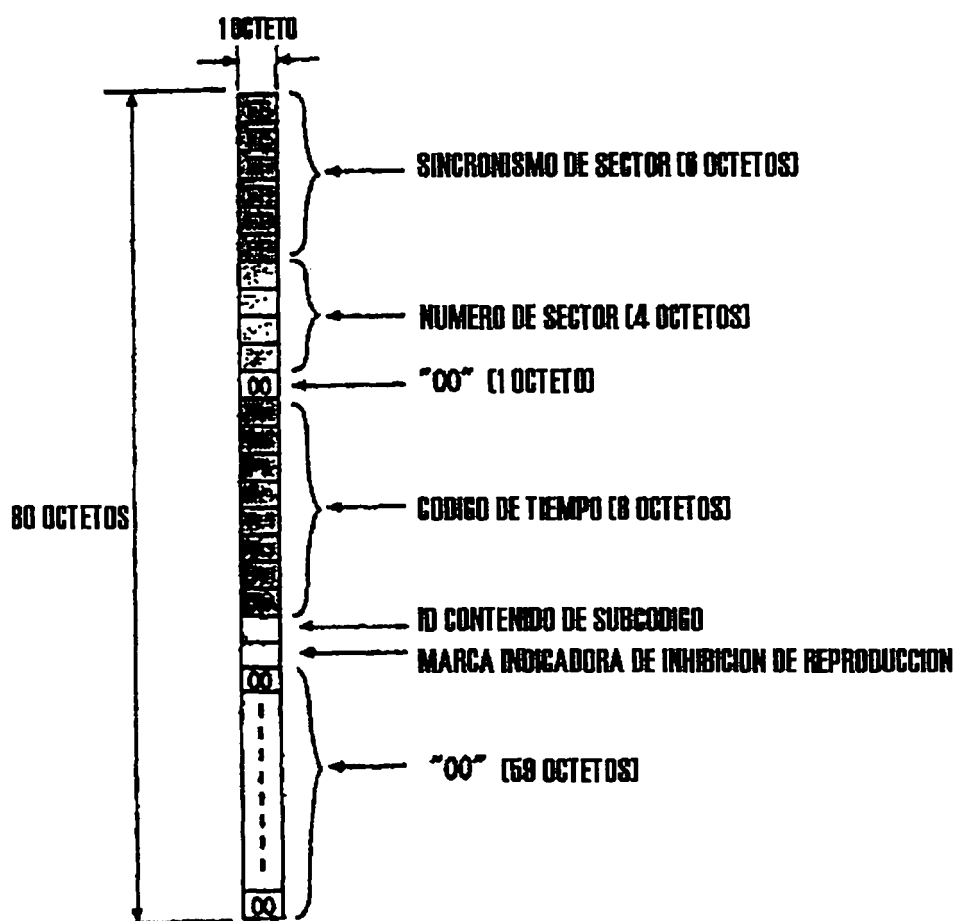 1 OCTETO
SINCRONISMO DE SECTOR (6 OCTETOS)
NUMERO DE SECTOR (4 OCTETOS)
00
"00" (1 OCTETO)
80 OCTETOS
CODIGO DE TIEMPO (8 OCTETOS)
ID CONTENIDO DE SUBCODIGO
MARCA INDICADORA DE INHIBICION DE REPRODUCCION
00
"00" (59 OCTETOS)
00